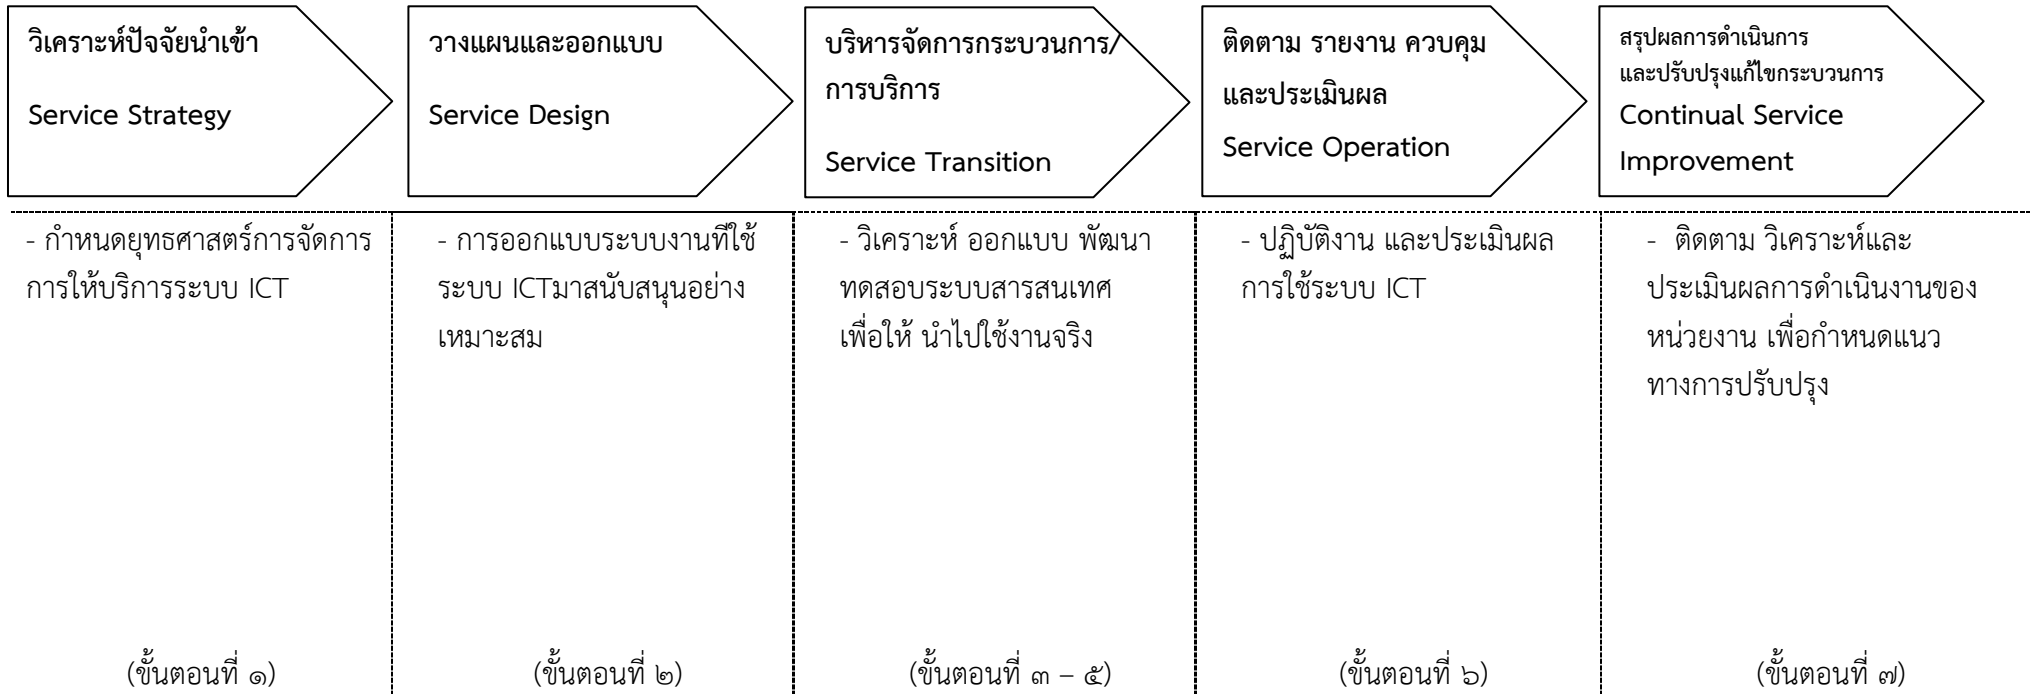 วิเคราะห์ปัจจัยนำเข้า
Service Strategy
วางแผนและออกแบบ
Service Design
บริหารจัดการกระบวนการ/
การบริการ
Service Transition
ติดตาม รายงาน ควบคุม
และประเมินผล
Service Operation
สรุปผลการดำเนินการ
และปรับปรุงแก้ไขกระบวนการ
Continual Service
Improvement
- กำหนดยุทธศาสตร์การจัดการ
การให้บริการระบบ ICT
- การออกแบบระบบงานที่ใช้
ระบบ ICTมาสนับสนุนอย่าง
เหมาะสม
- วิเคราะห์ ออกแบบ พัฒนา
ทดสอบระบบสารสนเทศ
เพื่อให้ นำไปใช้งานจริง
- ปฏิบัติงาน และประเมินผล
การใช้ระบบ ICT
- ติดตาม วิเคราะห์และ
ประเมินผลการดำเนินงานของ
หน่วยงาน เพื่อกำหนดแนว
ทางการปรับปรุง
(ขั้นตอนที่ ๑)
(ขั้นตอนที่ ๒)
(ขั้นตอนที่ ๓ – ๕)
(ขั้นตอนที่ ๖)
(ขั้นตอนที่ ๗)